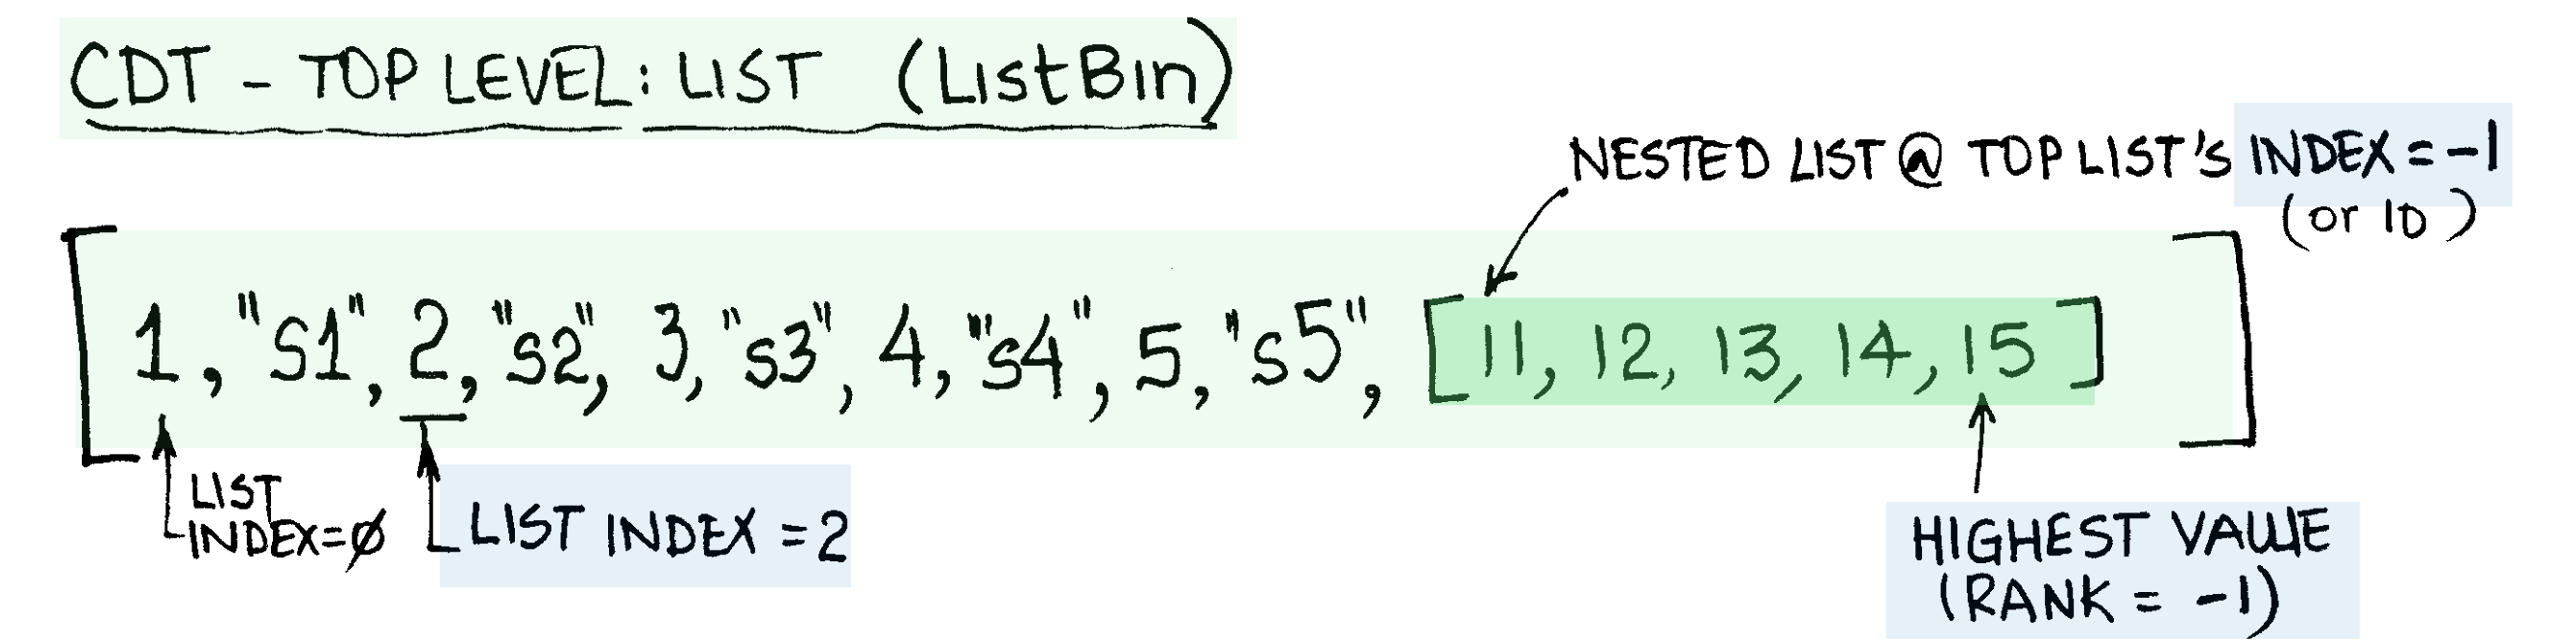 CDT - TOP LEVEL: LIST (ListBin)
NESTED LIST @ TOP LIST'S INDEX = -1
(or 10)
[ 1, "s1", 2, "s2", 3, "s3", 4, "s4", 5, "s5", [ 11, 12, 13, 14, 15 ] ]
LIST
INDEX=Ø
LIST INDEX = 2
HIGHEST VALUE
(RANK = -1)